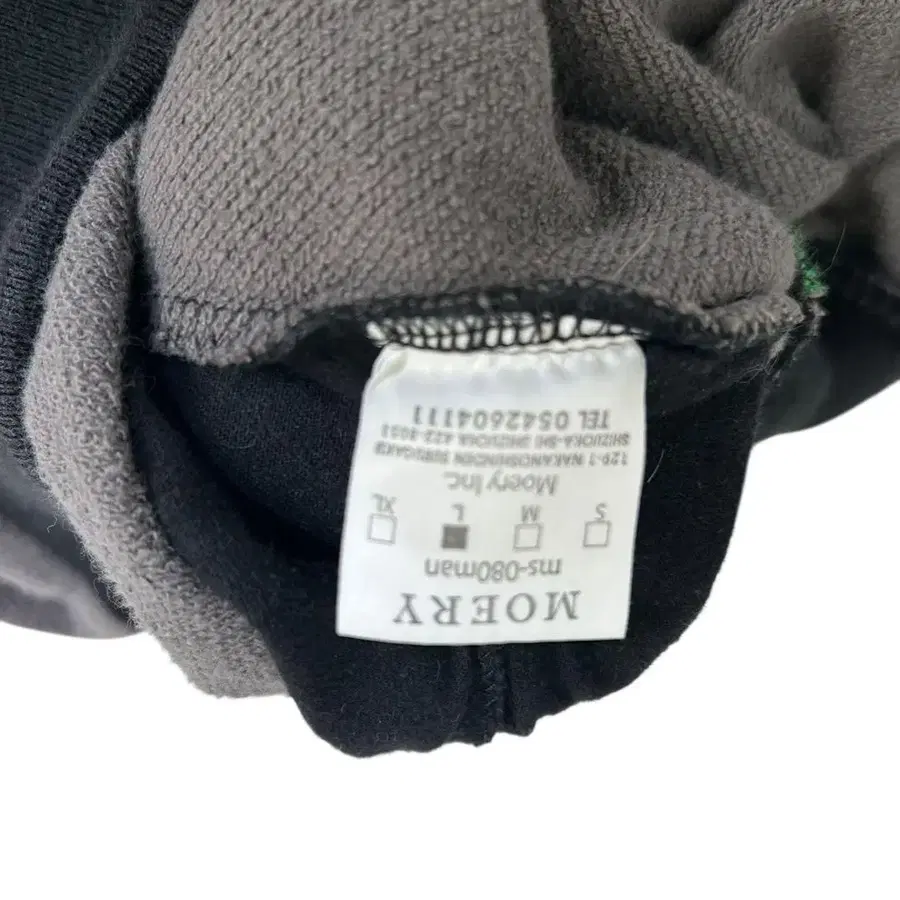 MOERY
ms-080man
S M L XL
Moery Inc.
129-1 NAKANOSHINDEN SURUGAKU
SHIZUOKA-SHI SHIZUOKA 422-8051
TEL 0542604111